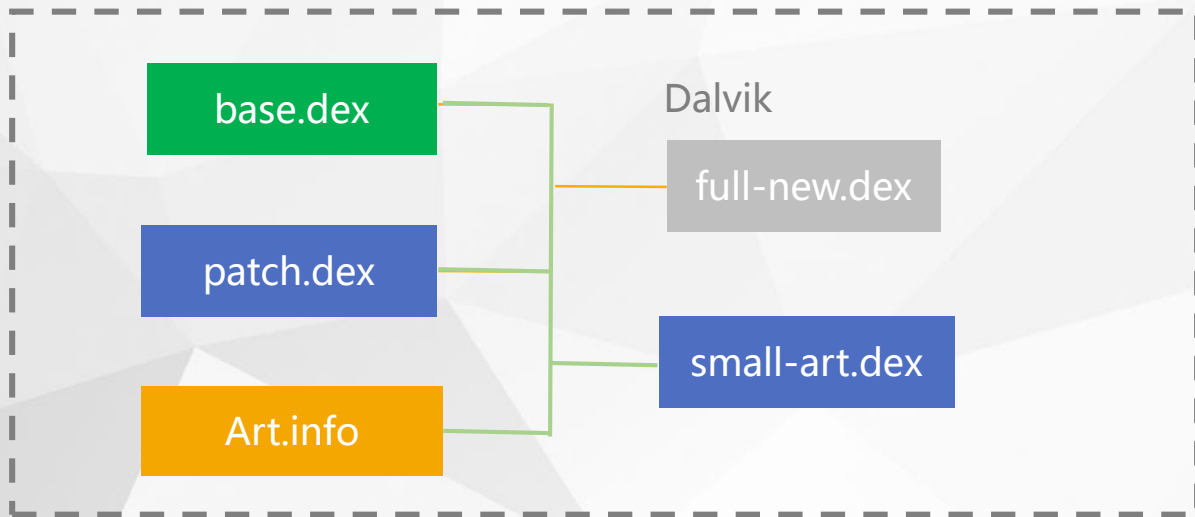 base.dex
patch.dex
Art.info
Dalvik
full-new.dex
small-art.dex